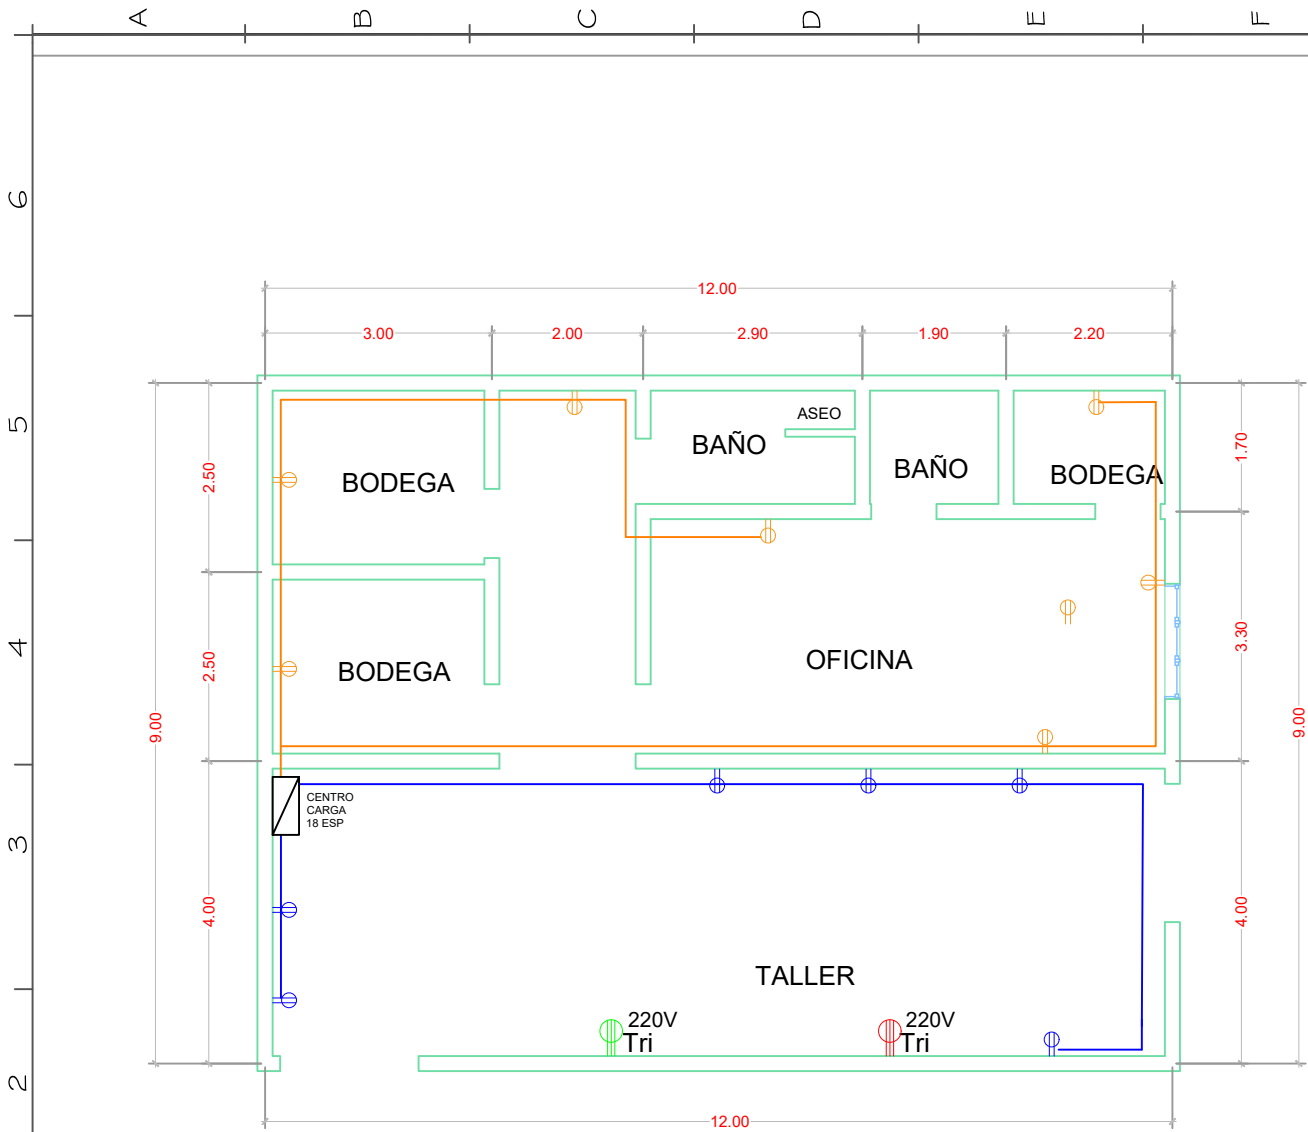 A B C D E F
6
12.00
3.00 2.00 2.90 1.90 2.20
5
ASEO
BAÑO
BAÑO
BODEGA
BODEGA
2.50
1.70
4
2.50
BODEGA
OFICINA
3.30
9.00
9.00
CENTRO
CARGA
18 ESP
3
4.00
4.00
TALLER
220V
Tri
220V
Tri
2
12.00